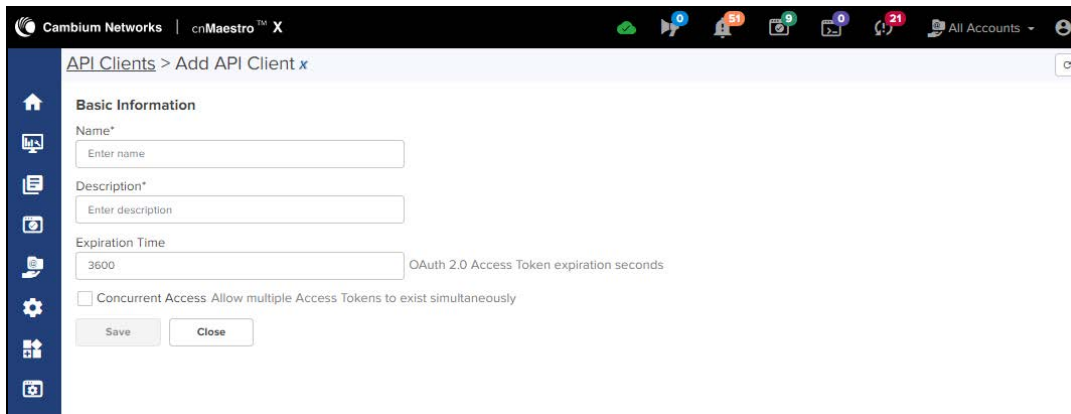 Cambium Networks | cnMaestro™ X
0 51 9 0 21 All Accounts
API Clients > Add API Client x
Basic Information
Name*
Enter name
Description*
Enter description
Expiration Time
3600 OAuth 2.0 Access Token expiration seconds
Concurrent Access Allow multiple Access Tokens to exist simultaneously
Save Close